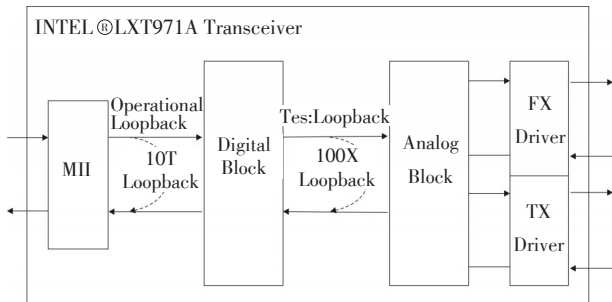 INTEL®LXT971A Transceiver
MII
Operational
Loopback
10T
Loopback
Digital
Block
Tes:Loopback
100X
Loopback
Analog
Block
FX
Driver
TX
Driver